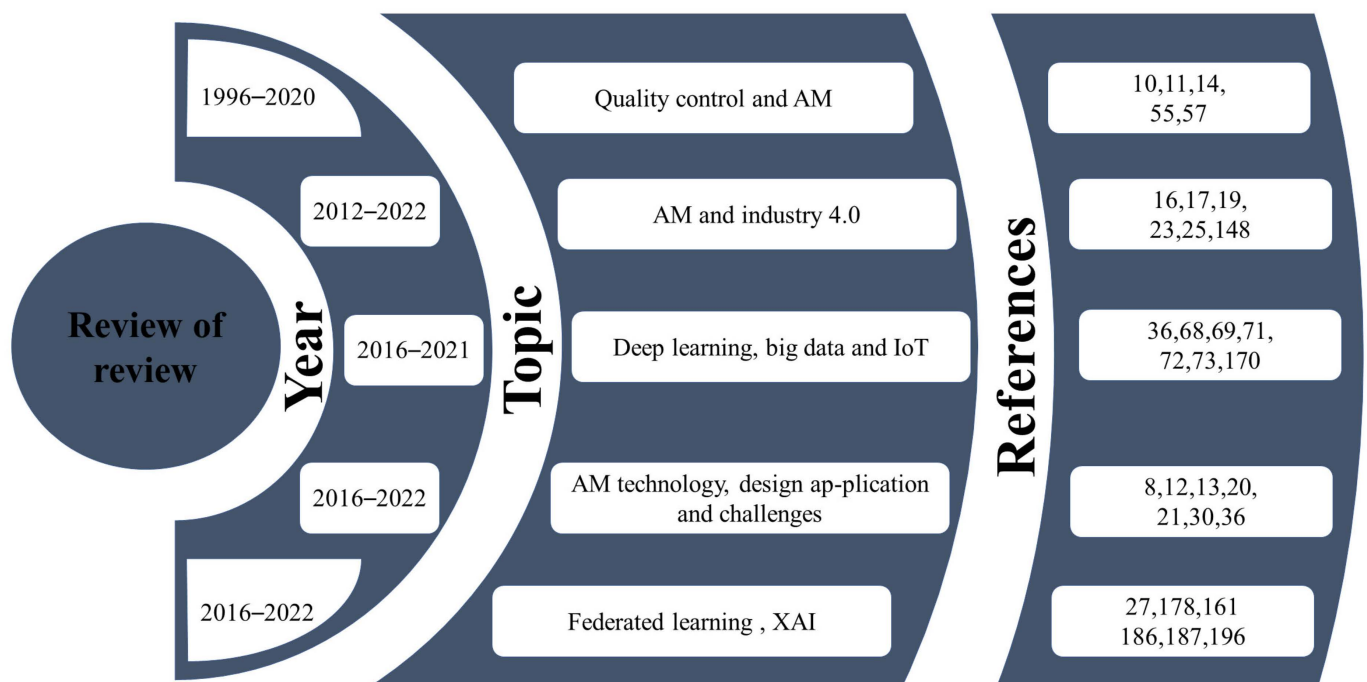 Review of
review
Year
1996–2020
2012–2022
2016–2021
2016–2022
2016–2022
Topic
Quality control and AM
AM and industry 4.0
Deep learning, big data and IoT
AM technology, design ap-plication
and challenges
Federated learning , XAI
References
10,11,14,
55,57
16,17,19,
23,25,148
36,68,69,71,
72,73,170
8,12,13,20,
21,30,36
27,178,161
186,187,196